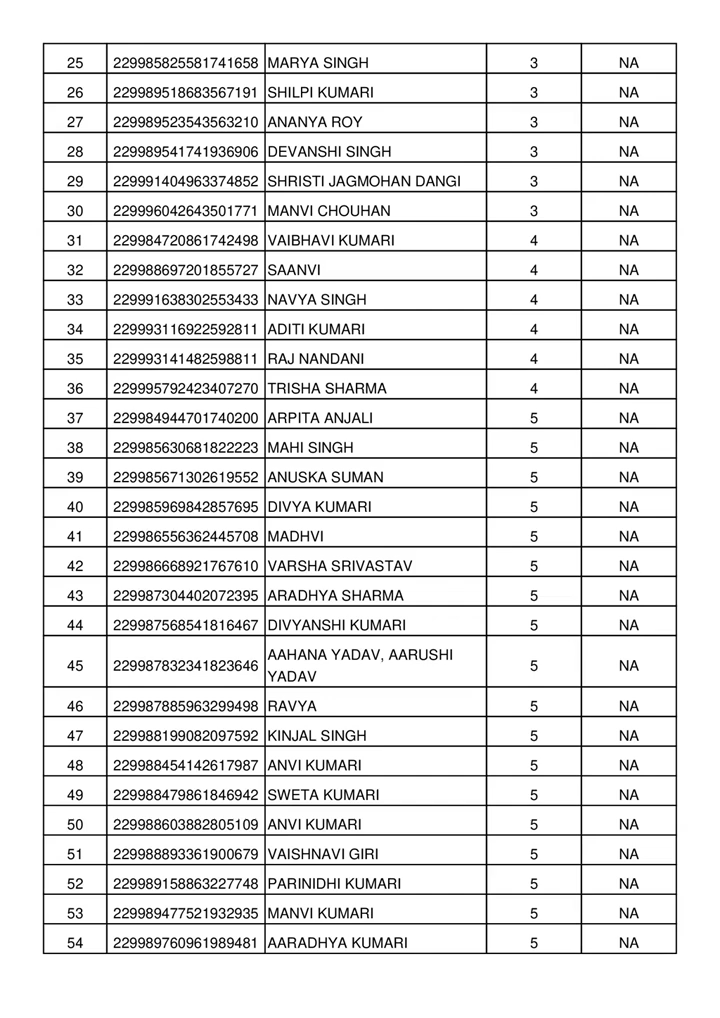 25 229985825581741658 MARYA SINGH 3 NA
26 229989518683567191 SHILPI KUMARI 3 NA
27 229989523543563210 ANANYA ROY 3 NA
28 229989541741936906 DEVANSHI SINGH 3 NA
29 229991404963374852 SHRISTI JAGMOHAN DANGI 3 NA
30 229996042643501771 MANVI CHOUHAN 3 NA
31 229984720861742498 VAIBHAVI KUMARI 4 NA
32 229988697201855727 SAANVI 4 NA
33 229991638302553433 NAVYA SINGH 4 NA
34 229993116922592811 ADITI KUMARI 4 NA
35 229993141482598811 RAJ NANDANI 4 NA
36 229995792423407270 TRISHA SHARMA 4 NA
37 229984944701740200 ARPITA ANJALI 5 NA
38 229985630681822223 MAHI SINGH 5 NA
39 229985671302619552 ANUSKA SUMAN 5 NA
40 229985969842857695 DIVYA KUMARI 5 NA
41 229986556362445708 MADHVI 5 NA
42 229986668921767610 VARSHA SRIVASTAV 5 NA
43 229987304402072395 ARADHYA SHARMA 5 NA
44 229987568541816467 DIVYANSHI KUMARI 5 NA
45 229987832341823646 AAHANA YADAV, AARUSHI
YADAV 5 NA
46 229987885963299498 RAVYA 5 NA
47 229988199082097592 KINJAL SINGH 5 NA
48 229988454142617987 ANVI KUMARI 5 NA
49 229988479861846942 SWETA KUMARI 5 NA
50 229988603882805109 ANVI KUMARI 5 NA
51 229988893361900679 VAISHNAVI GIRI 5 NA
52 229989158863227748 PARINIDHI KUMARI 5 NA
53 229989477521932935 MANVI KUMARI 5 NA
54 229989760961989481 AARADHYA KUMARI 5 NA